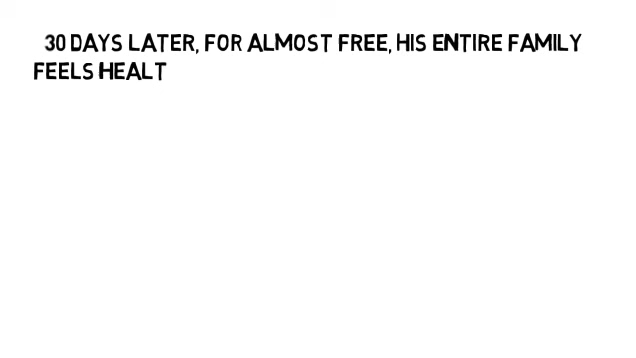 30 DAYS LATER, FOR ALMOST FREE, HIS ENTIRE FAMILY
FEELS HEALT